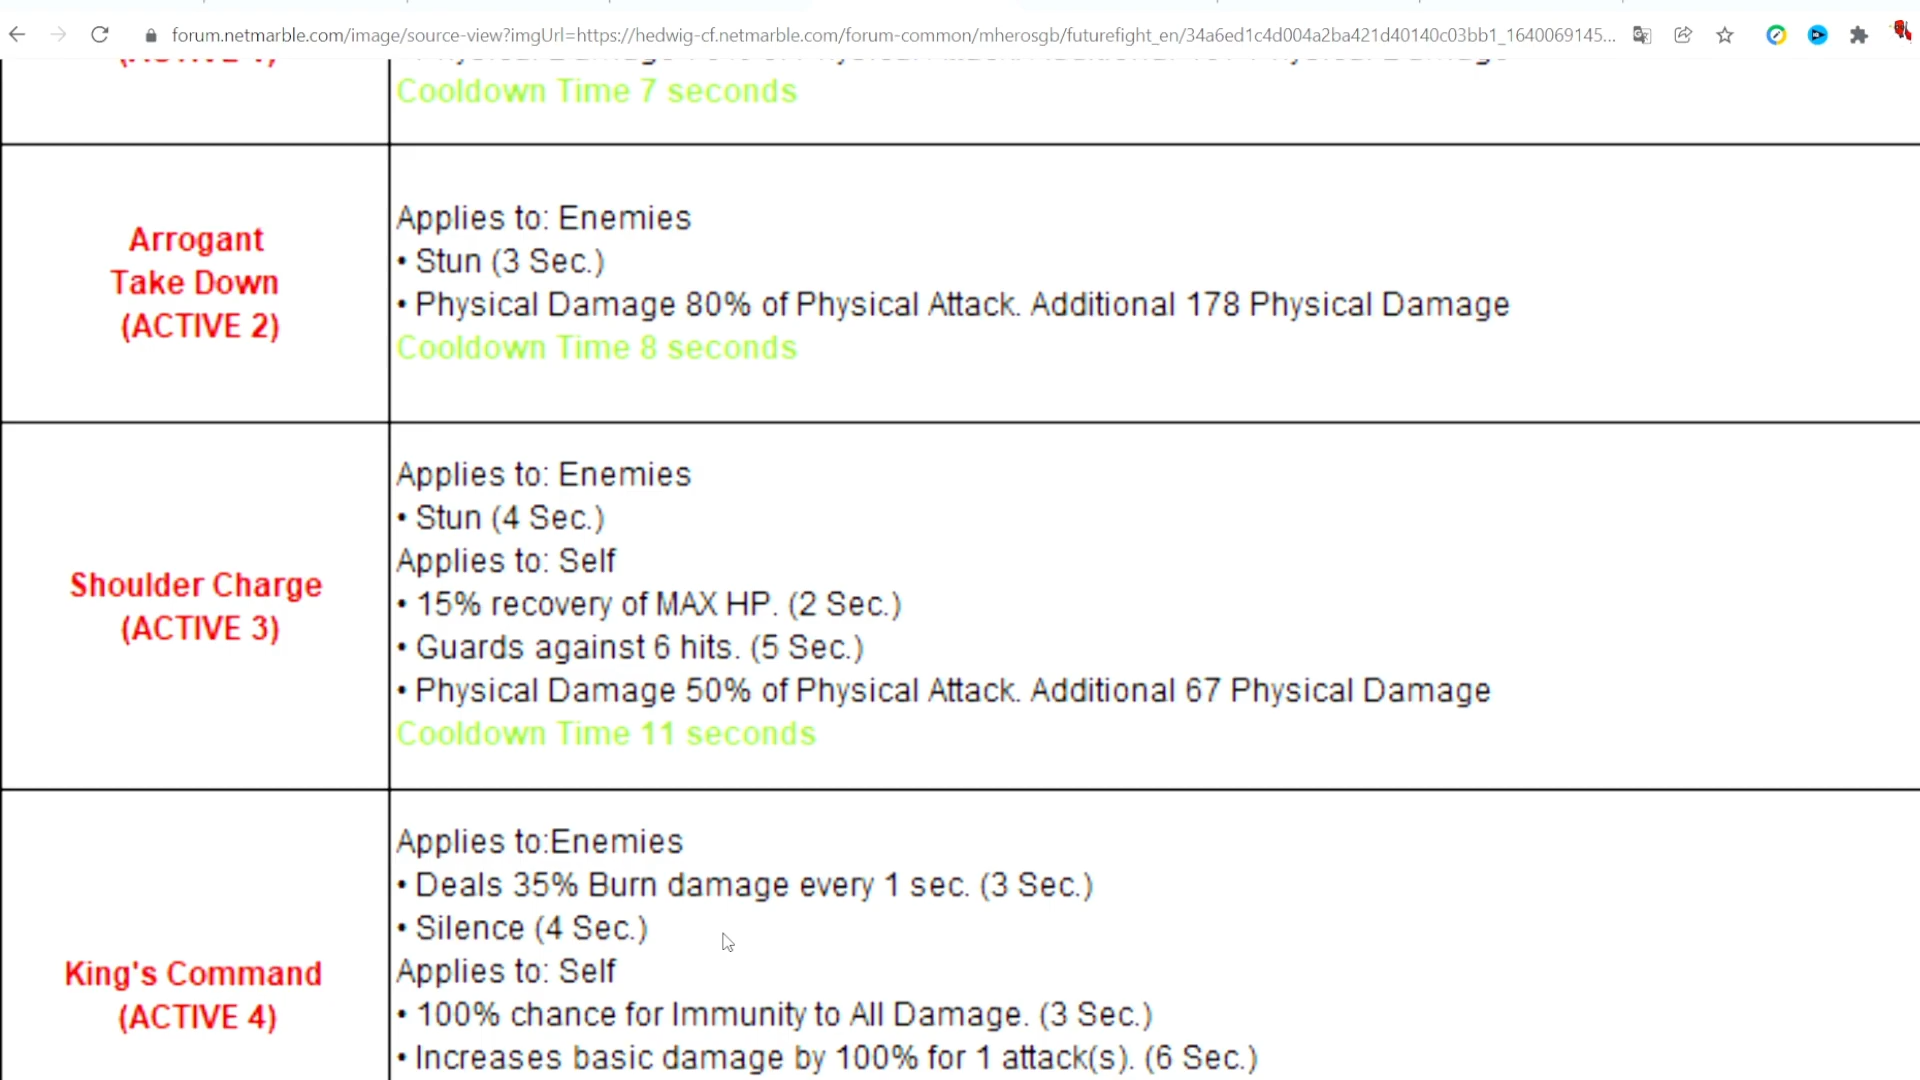 forum.netmarble.com/image/source-view?imgUrl=https://hedwig-cf.netmarble.com/forum-common/mherosgb/futurefight_en/34a6ed1c4d004a2ba421d40140c03bb1_1640069145...
Cooldown Time 7 seconds
Arrogant
Take Down
(ACTIVE 2)
Applies to: Enemies
• Stun (3 Sec.)
• Physical Damage 80% of Physical Attack. Additional 178 Physical Damage
Cooldown Time 8 seconds
Shoulder Charge
(ACTIVE 3)
Applies to: Enemies
• Stun (4 Sec.)
Applies to: Self
• 15% recovery of MAX HP. (2 Sec.)
• Guards against 6 hits. (5 Sec.)
• Physical Damage 50% of Physical Attack. Additional 67 Physical Damage
Cooldown Time 11 seconds
King's Command
(ACTIVE 4)
Applies to:Enemies
• Deals 35% Burn damage every 1 sec. (3 Sec.)
• Silence (4 Sec.)
Applies to: Self
• 100% chance for Immunity to All Damage. (3 Sec.)
• Increases basic damage by 100% for 1 attack(s). (6 Sec.)